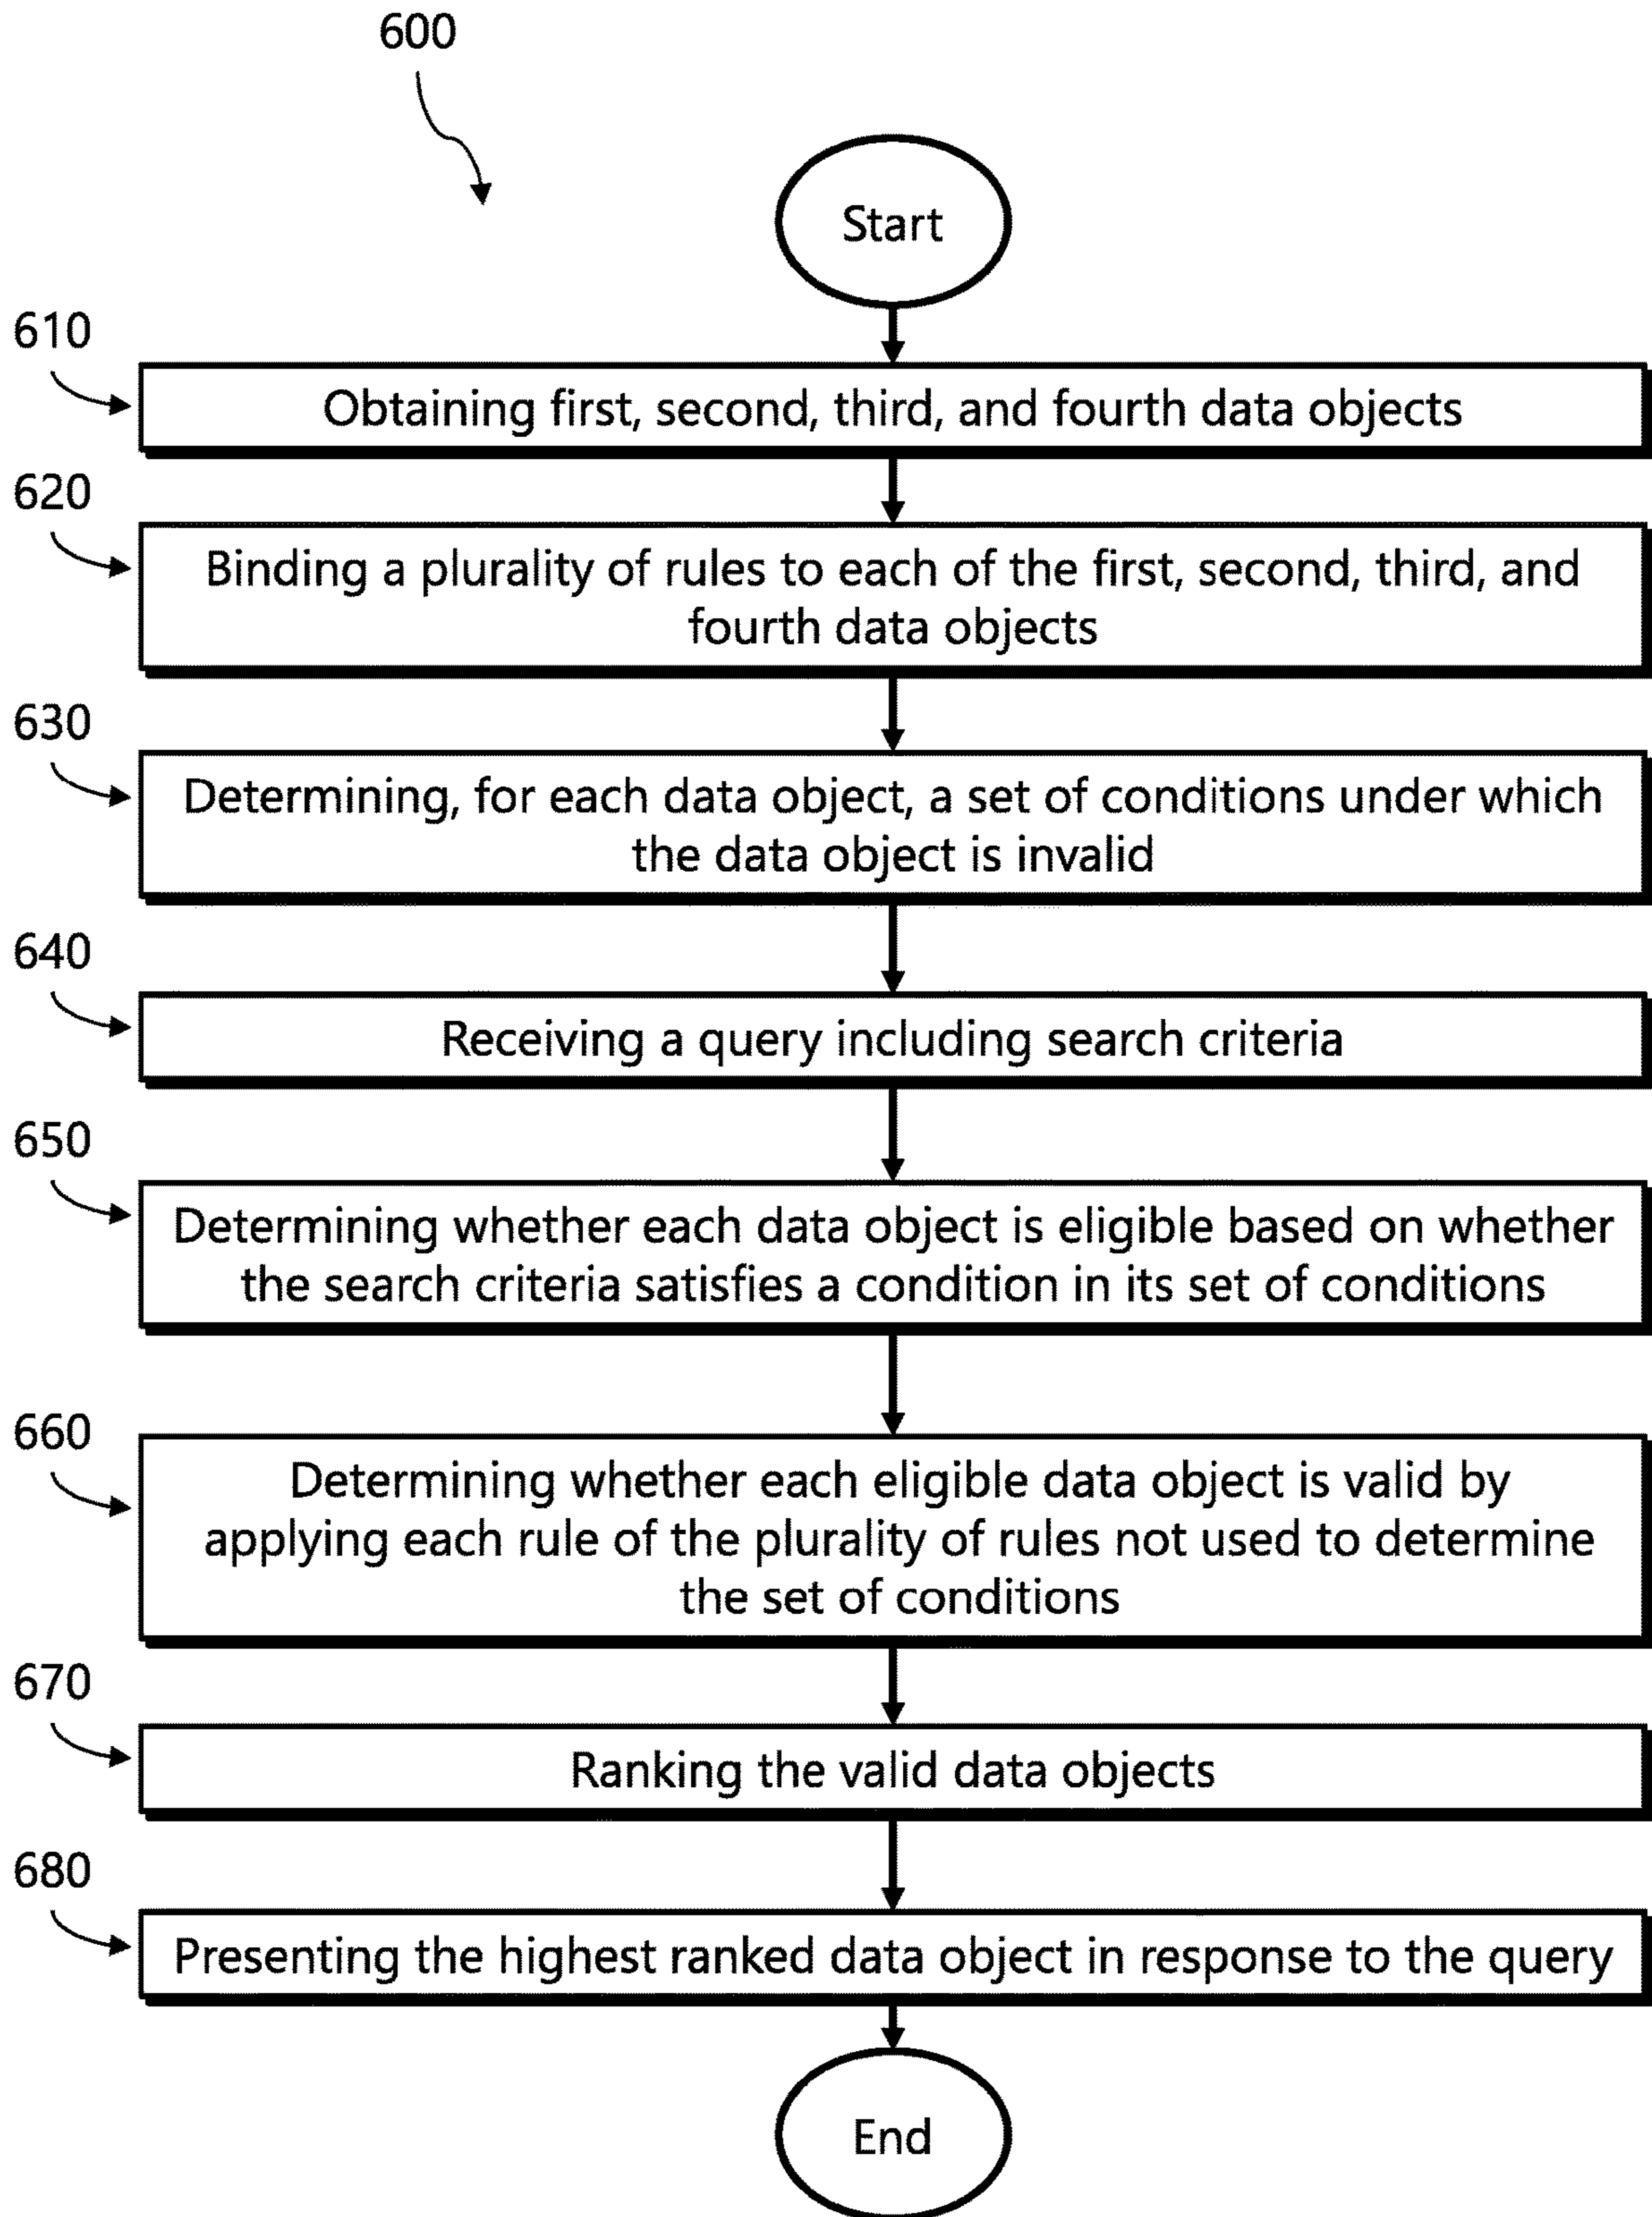 600
Start
610
Obtaining first, second, third, and fourth data objects
620
Binding a plurality of rules to each of the first, second, third, and
fourth data objects
630
Determining, for each data object, a set of conditions under which
the data object is invalid
640
Receiving a query including search criteria
650
Determining whether each data object is eligible based on whether
the search criteria satisfies a condition in its set of conditions
660
Determining whether each eligible data object is valid by
applying each rule of the plurality of rules not used to determine
the set of conditions
670
Ranking the valid data objects
680
Presenting the highest ranked data object in response to the query
End